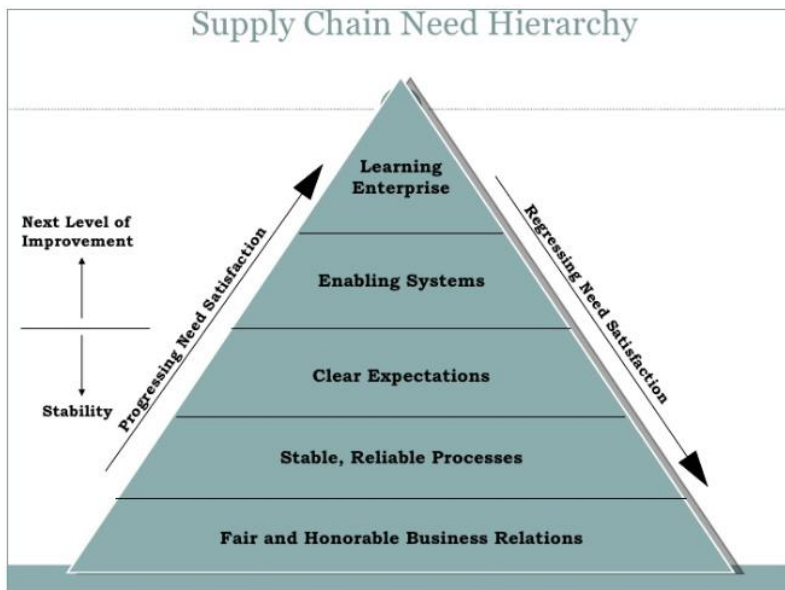 Supply Chain Need Hierarchy
Learning
Enterprise
Next Level of
Improvement
Progressing Need Satisfaction
Regressing Need Satisfaction
Enabling Systems
Clear Expectations
Stability
Stable, Reliable Processes
Fair and Honorable Business Relations